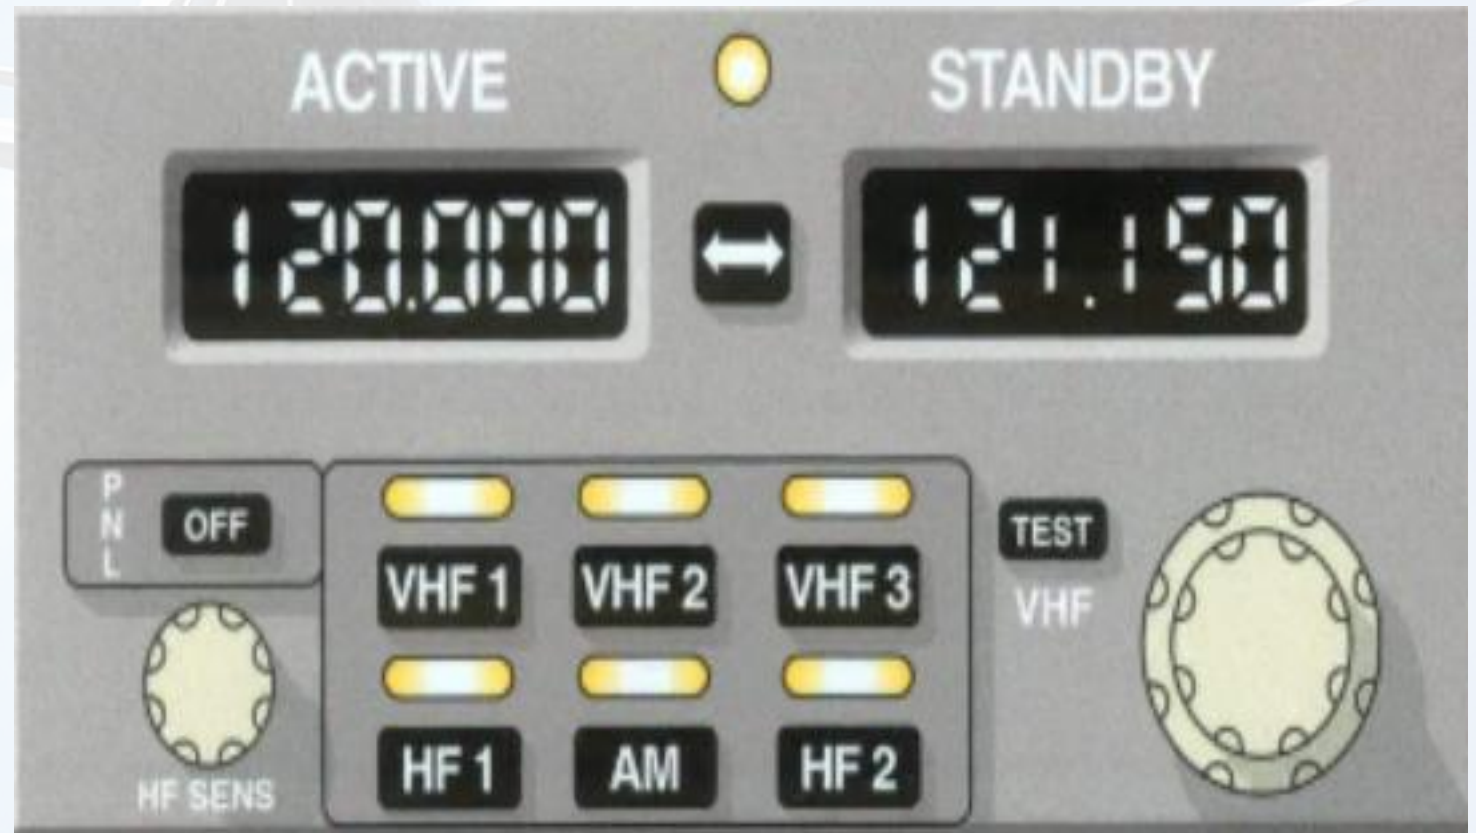 ACTIVE STANDBY
120.000 121.150
PNL OFF
VHF 1 VHF 2 VHF 3 TEST
VHF
HF 1 AM HF 2
HF SENS